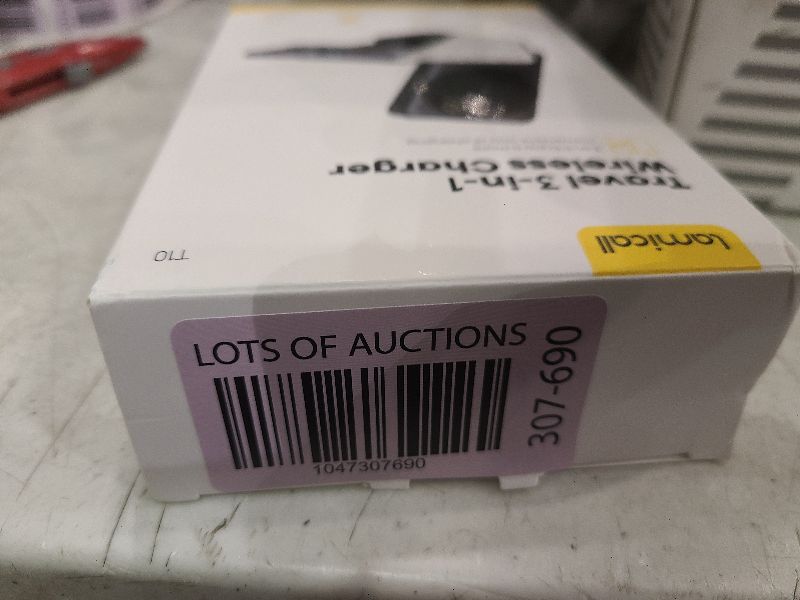 lamicall
Travel 3-in-1
Wireless Charger
T10
LOTS OF AUCTIONS
307-690
1047307690